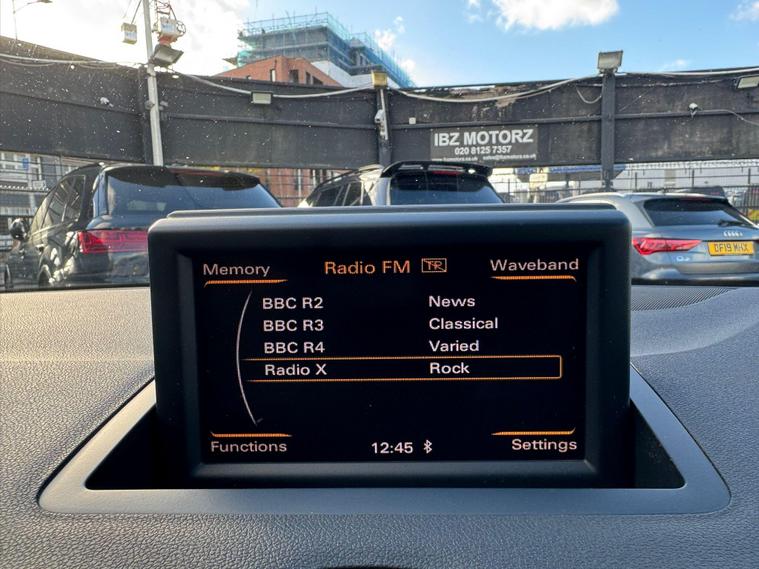 IBZ MOTORZ
020 8125 7357
DF19 MHX
Memory Radio FM Waveband
BBC R2 News
BBC R3 Classical
BBC R4 Varied
Radio X Rock
Functions 12:45 Settings